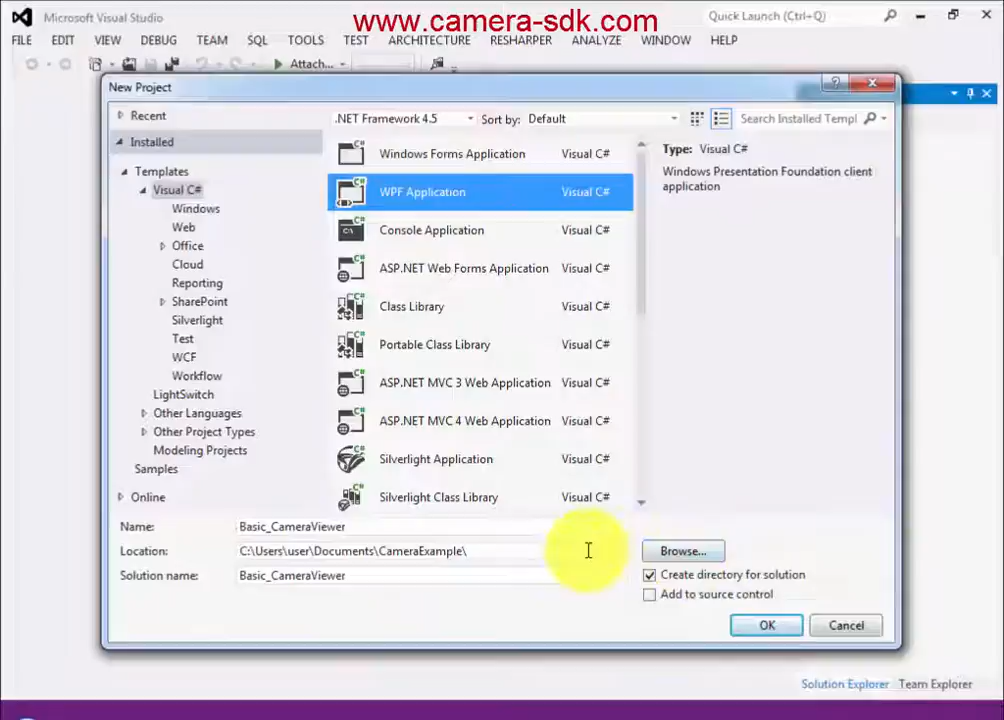 www.camera-sdk.com
Microsoft Visual Studio
Quick Launch (Ctrl+Q)
FILE EDIT VIEW DEBUG TEAM SQL TOOLS TEST ARCHITECTURE RESHARPER ANALYZE WINDOW HELP
Attach...
New Project
Recent
.NET Framework 4.5
Sort by: Default
Search Installed Templ
Installed
Templates
Visual C#
Windows
Web
Office
Cloud
Reporting
SharePoint
Silverlight
Test
WCF
Workflow
LightSwitch
Other Languages
Other Project Types
Modeling Projects
Samples
Online
Windows Forms Application Visual C#
WPF Application Visual C#
Console Application Visual C#
ASP.NET Web Forms Application Visual C#
Class Library Visual C#
Portable Class Library Visual C#
ASP.NET MVC 3 Web Application Visual C#
ASP.NET MVC 4 Web Application Visual C#
Silverlight Application Visual C#
Silverlight Class Library Visual C#
Type: Visual C#
Windows Presentation Foundation client
application
Name: Basic_CameraViewer
Location: C:\Users\user\Documents\CameraExample\
Browse...
Solution name: Basic_CameraViewer
Create directory for solution
Add to source control
OK Cancel
Solution Explorer Team Explorer